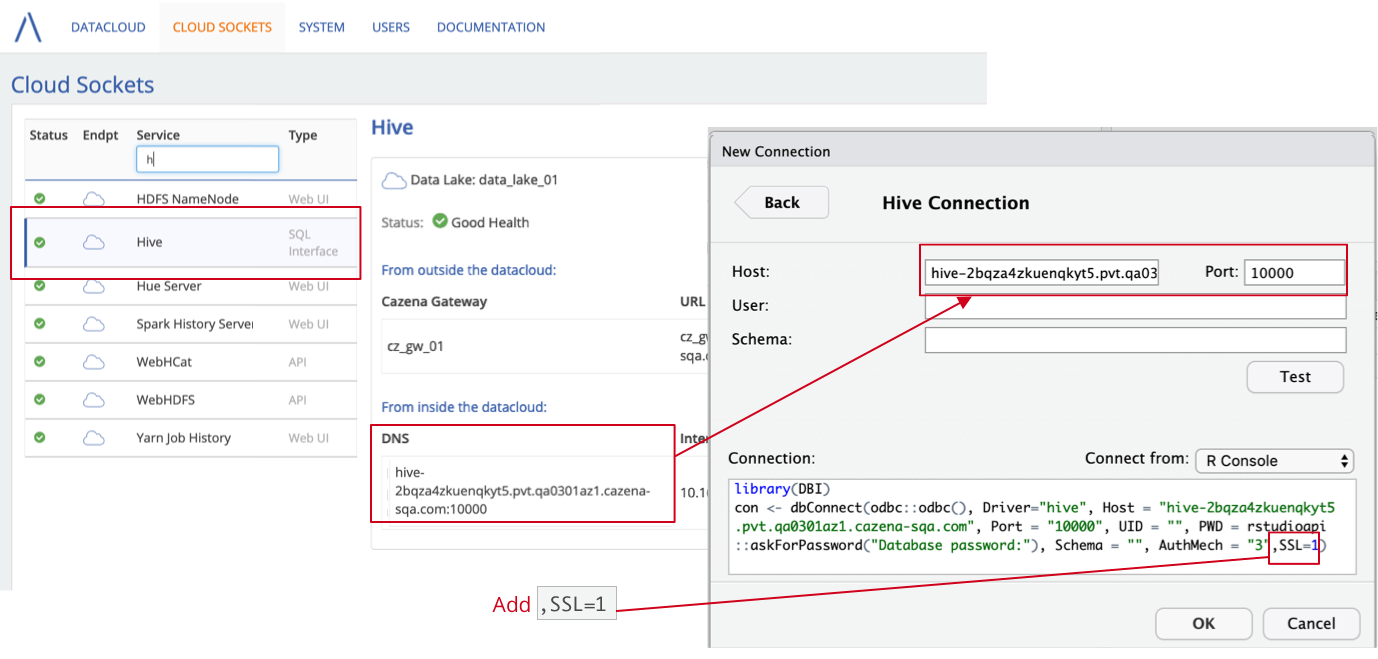 DATACLOUD CLOUD SOCKETS SYSTEM USERS DOCUMENTATION
Cloud Sockets
Status Endpt Service Type
h
HDFS NameNode Web UI
Hive SQL Interface
Hue Server Web UI
Spark History Server Web UI
WebHCat API
WebHDFS API
Yarn Job History Web UI
Hive
Data Lake: data_lake_01
Status: Good Health
From outside the datacloud:
Cazena Gateway URL
cz_gw_01
From inside the datacloud:
DNS
hive-
2bqza4zkuenqkyt5.pvt.qa0301az1.cazena-
sqa.com:10000
New Connection
Back Hive Connection
Host: hive-2bqza4zkuenqkyt5.pvt.qa03 Port: 10000
User:
Schema:
Test
Connection: Connect from: R Console
library(DBI)
con <- dbConnect(odbc::odbc(), Driver="hive", Host = "hive-2bqza4zkuenqkyt5
.pvt.qa0301az1.cazena-sqa.com", Port = "10000", UID = "", PWD = rstudioapi
::askForPassword("Database password:"), Schema = "", AuthMech = "3",SSL=1)
OK Cancel
Add ,SSL=1